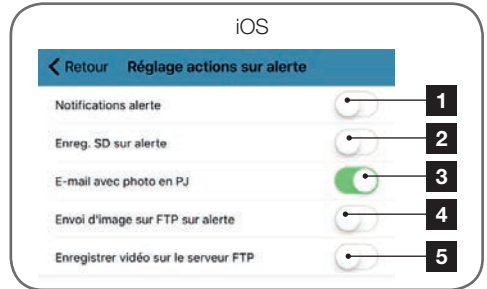 iOS
Retour Réglage actions sur alerte
Notifications alerte 1
Enreg. SD sur alerte 2
E-mail avec photo en PJ 3
Envoi d'image sur FTP sur alerte 4
Enregistrer vidéo sur le serveur FTP 5